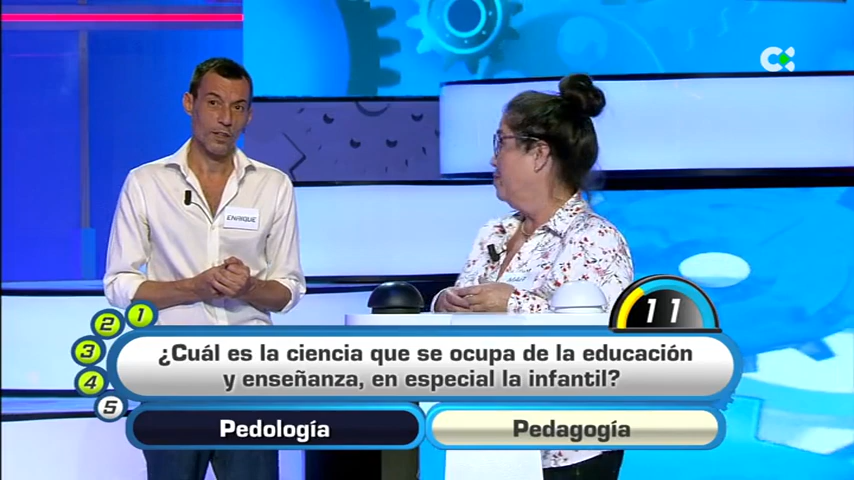 ENRIQUE
11
1
2
3
4
5
¿Cuál es la ciencia que se ocupa de la educación
y enseñanza, en especial la infantil?
Pedología
Pedagogía